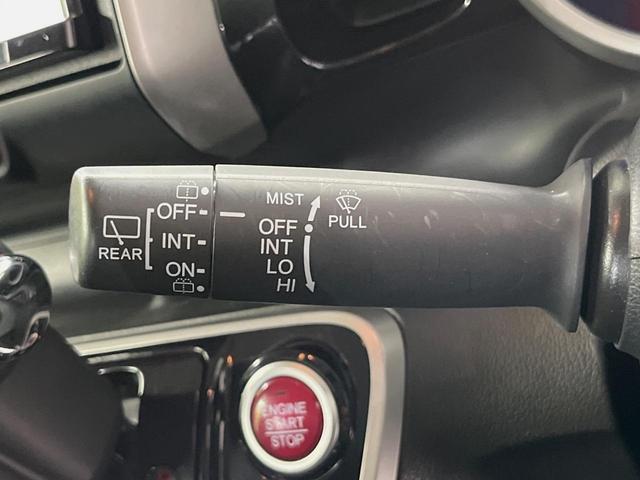 REAR
OFF
INT
ON
MIST
OFF
INT
LO
HI
PULL
ENGINE
START
STOP